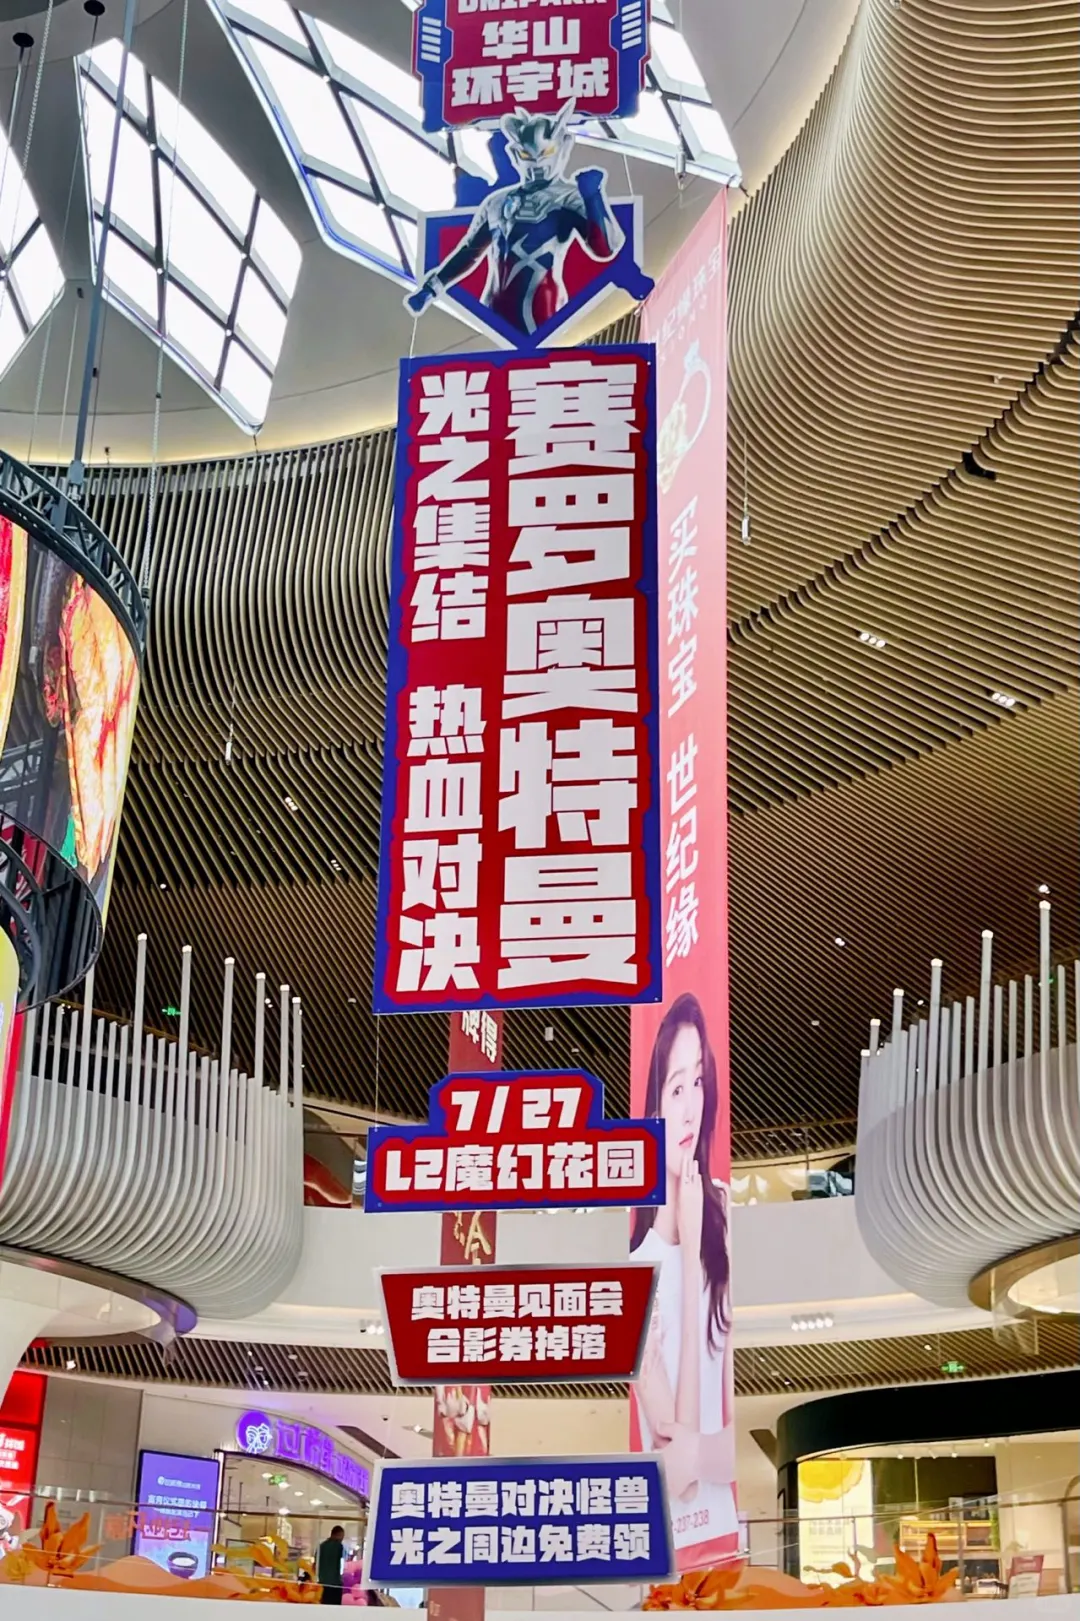 UNIPARK
华山
环宇城
赛罗奥特曼
光之集结 热血对决
7/27
L2魔幻花园
奥特曼见面会
合影券掉落
奥特曼对决怪兽
光之周边免费领
买珠宝 世纪缘
-237-238